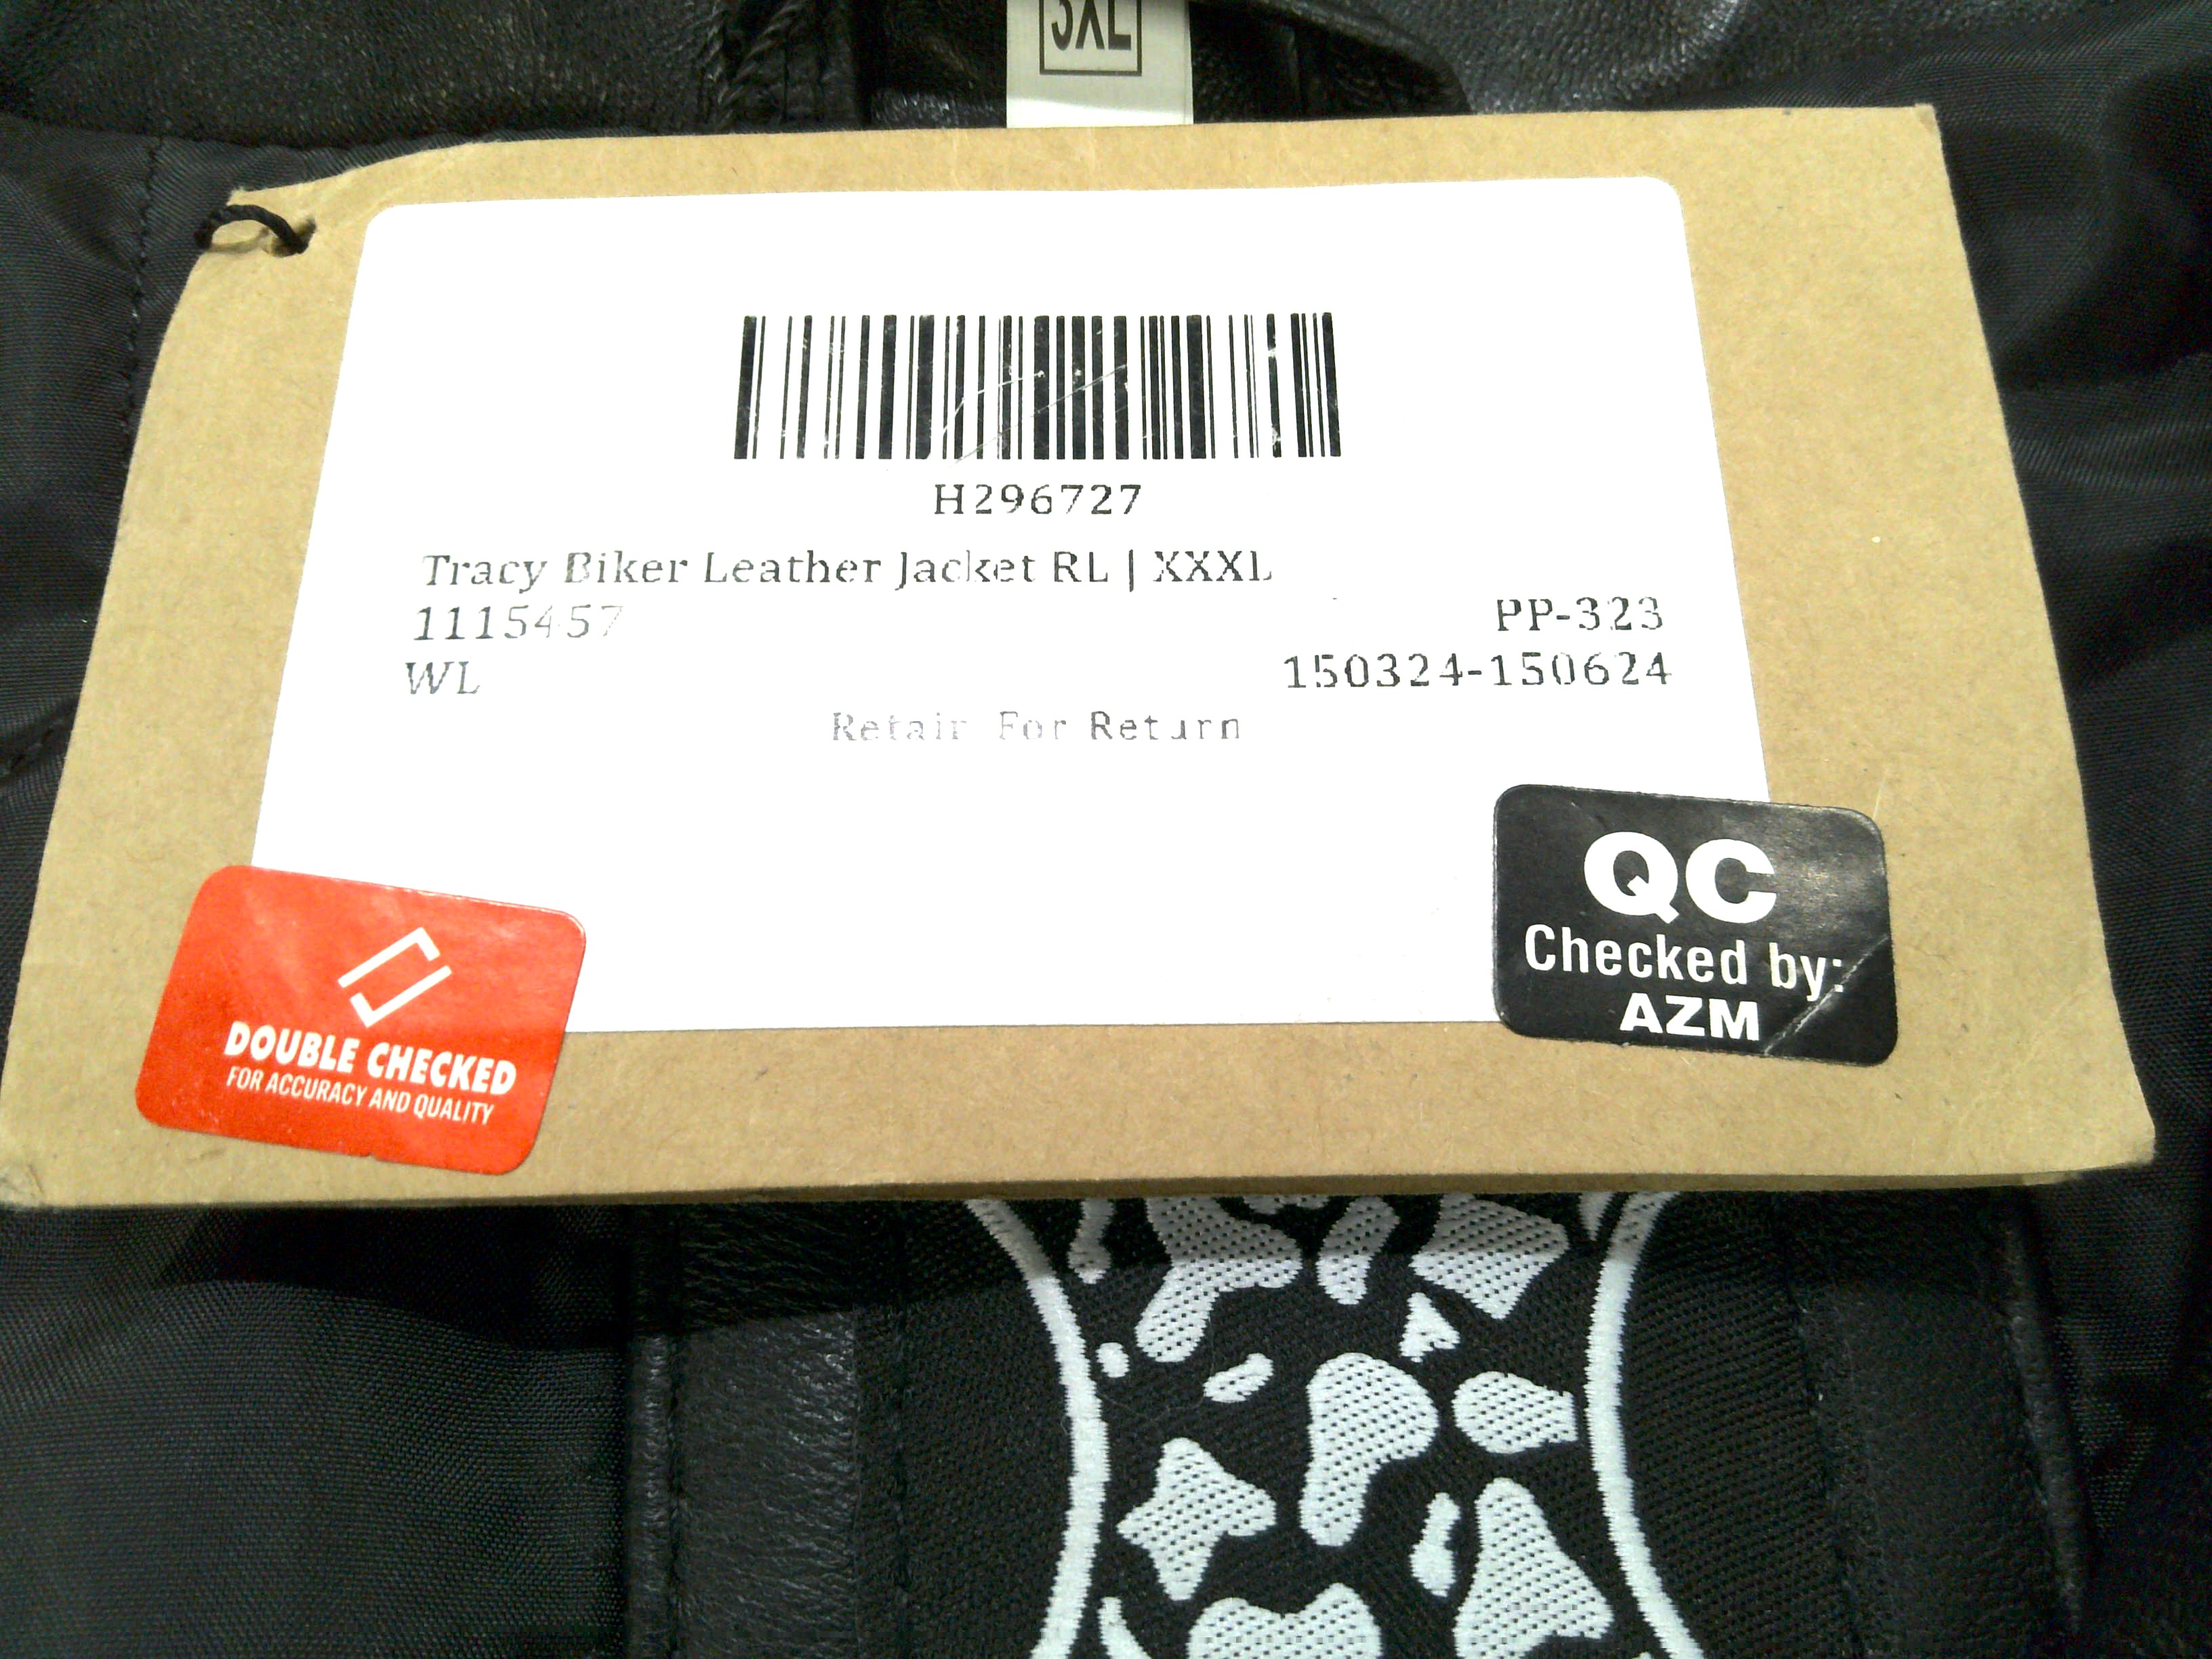 3XL
H296727
Tracy Biker Leather Jacket RL | XXXL
1115457
PP-323
WL
150324-150624
Retain For Return
QC
Checked by:
AZM
DOUBLE CHECKED
FOR ACCURACY AND QUALITY